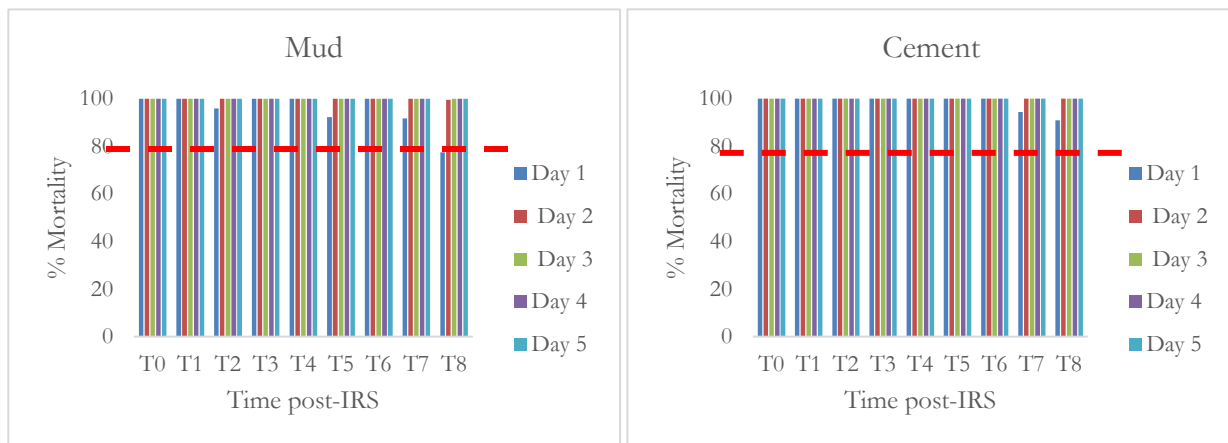 Mud
100
80
60
40
20
0
% Mortality
T0 T1 T2 T3 T4 T5 T6 T7 T8
Time post-IRS
Day 1
Day 2
Day 3
Day 4
Day 5
Cement
100
80
60
40
20
0
% Mortality
T0 T1 T2 T3 T4 T5 T6 T7 T8
Time post-IRS
Day 1
Day 2
Day 3
Day 4
Day 5